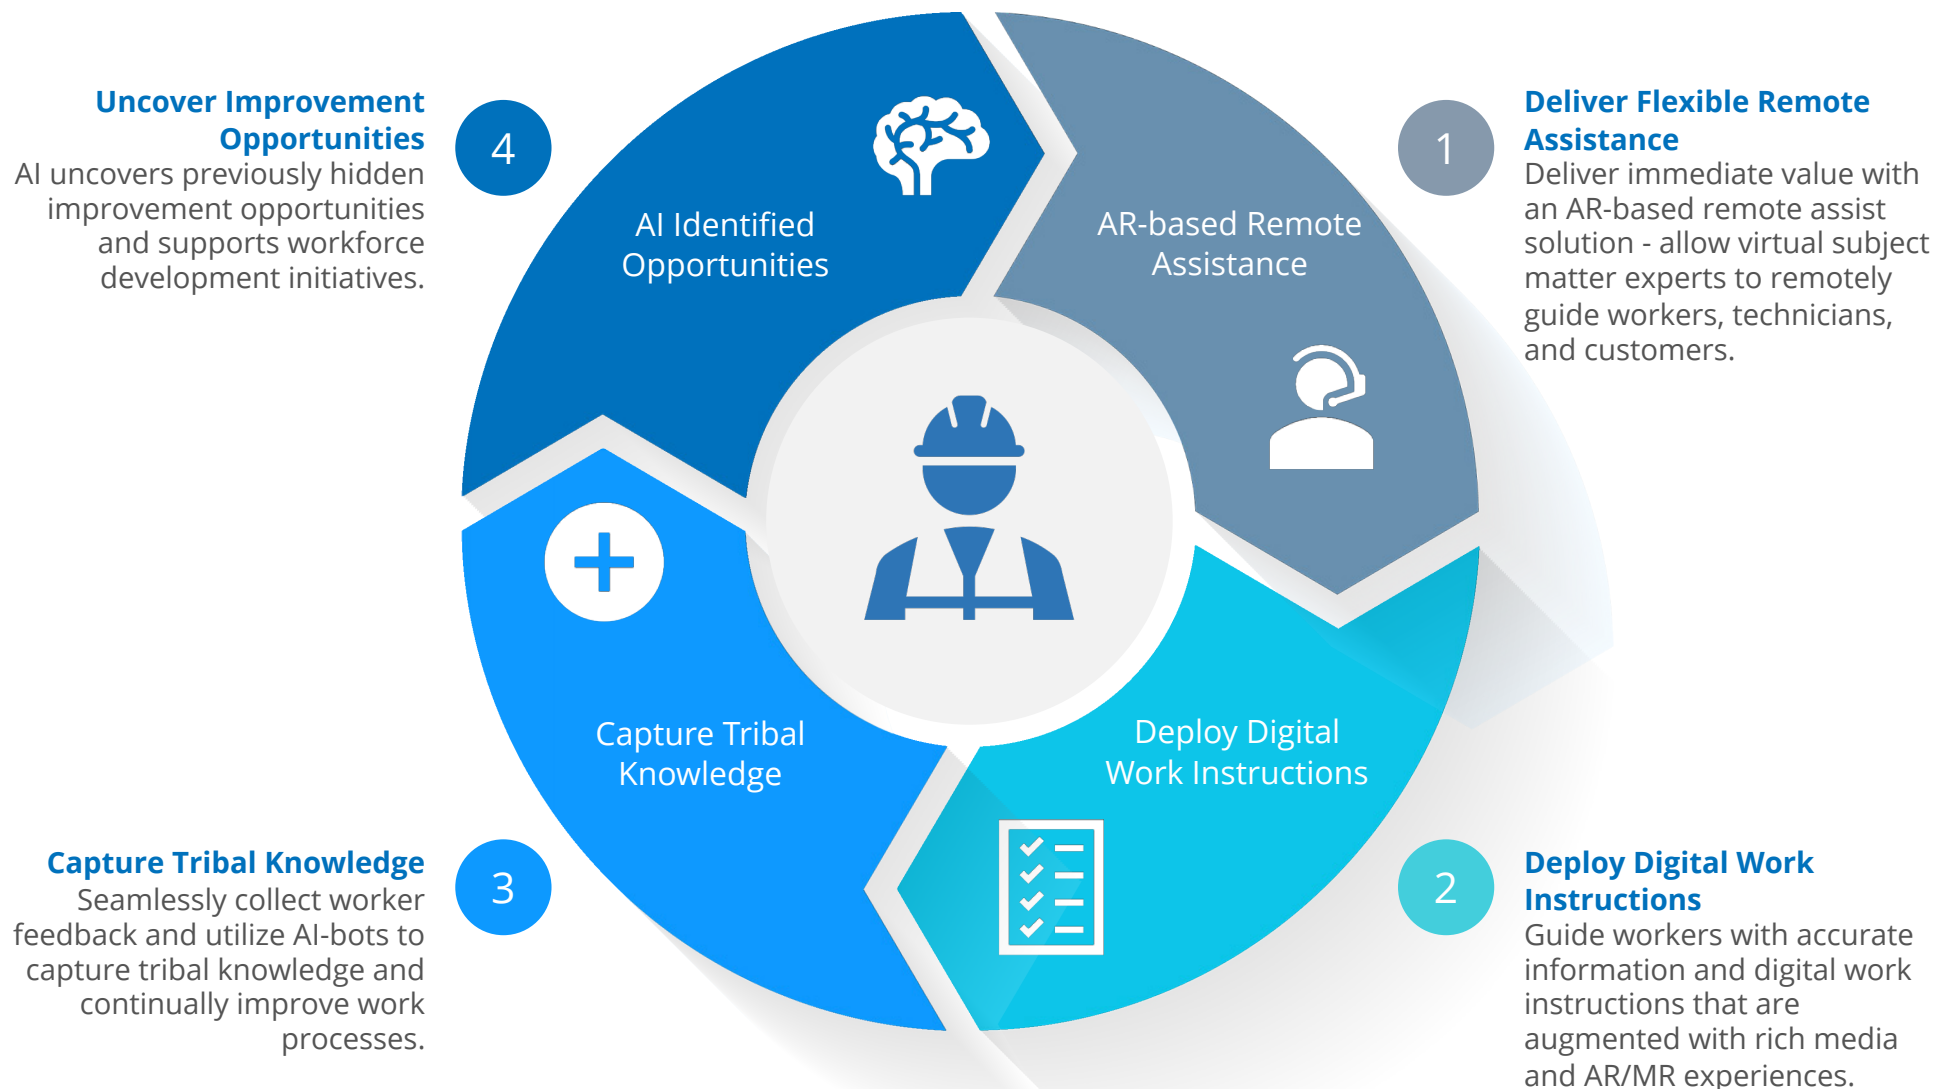 Uncover Improvement
Opportunities
AI uncovers previously hidden
improvement opportunities
and supports workforce
development initiatives.
4
AI Identified
Opportunities
AR-based Remote
Assistance
1
Deliver Flexible Remote
Assistance
Deliver immediate value with
an AR-based remote assist
solution - allow virtual subject
matter experts to remotely
guide workers, technicians,
and customers.
Capture Tribal
Knowledge
Deploy Digital
Work Instructions
Capture Tribal Knowledge
Seamlessly collect worker
feedback and utilize AI-bots to
capture tribal knowledge and
continually improve work
processes.
3
2
Deploy Digital Work
Instructions
Guide workers with accurate
information and digital work
instructions that are
augmented with rich media
and AR/MR experiences.